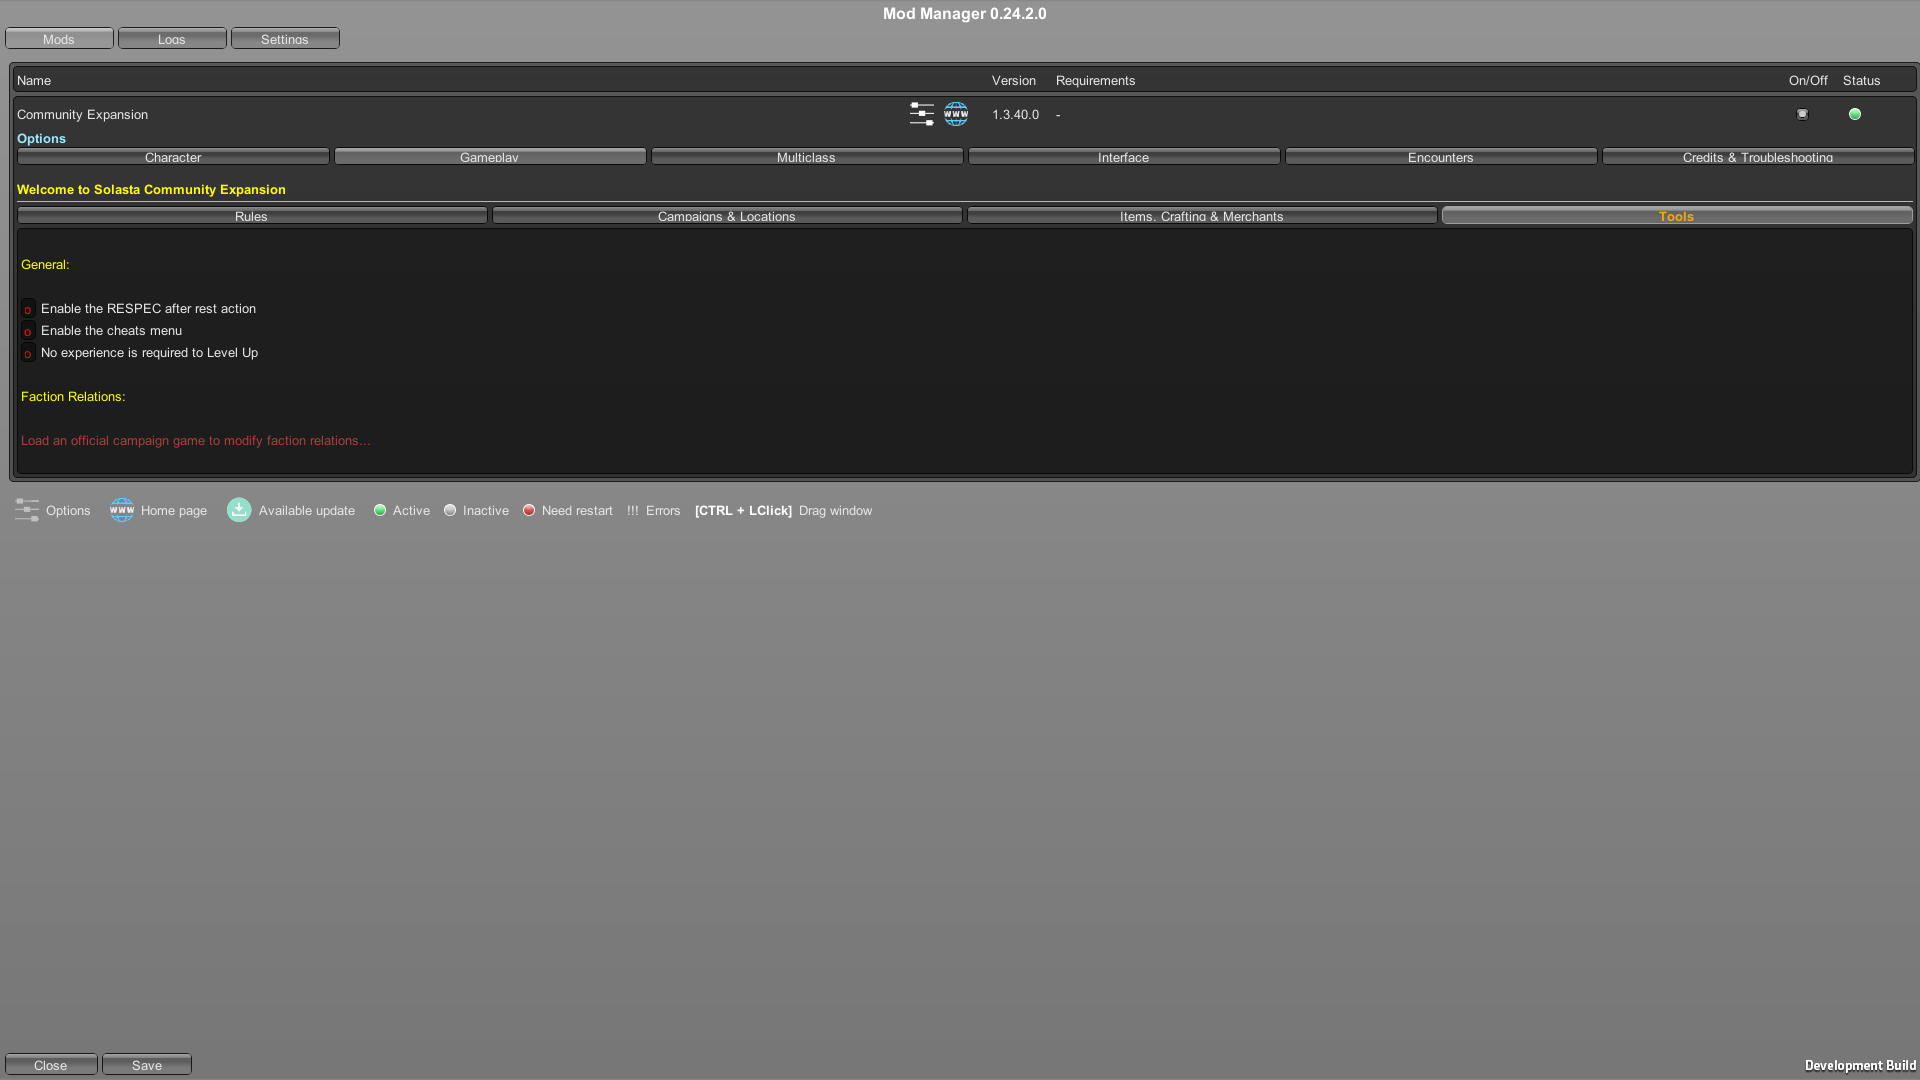 Mod Manager 0.24.2.0
Mods Logs Settings
Name Version Requirements On/Off Status
Community Expansion WWW 1.3.40.0 -
Options
Character Gameplay Multiclass Interface Encounters Credits & Troubleshooting
Welcome to Solasta Community Expansion
Rules Campaigns & Locations Items, Crafting & Merchants Tools
General:
o Enable the RESPEC after rest action
o Enable the cheats menu
o No experience is required to Level Up
Faction Relations:
Load an official campaign game to modify faction relations...
Options WWW Home page Available update Active Inactive Need restart !!! Errors [CTRL + LClick] Drag window
Close Save Development Build